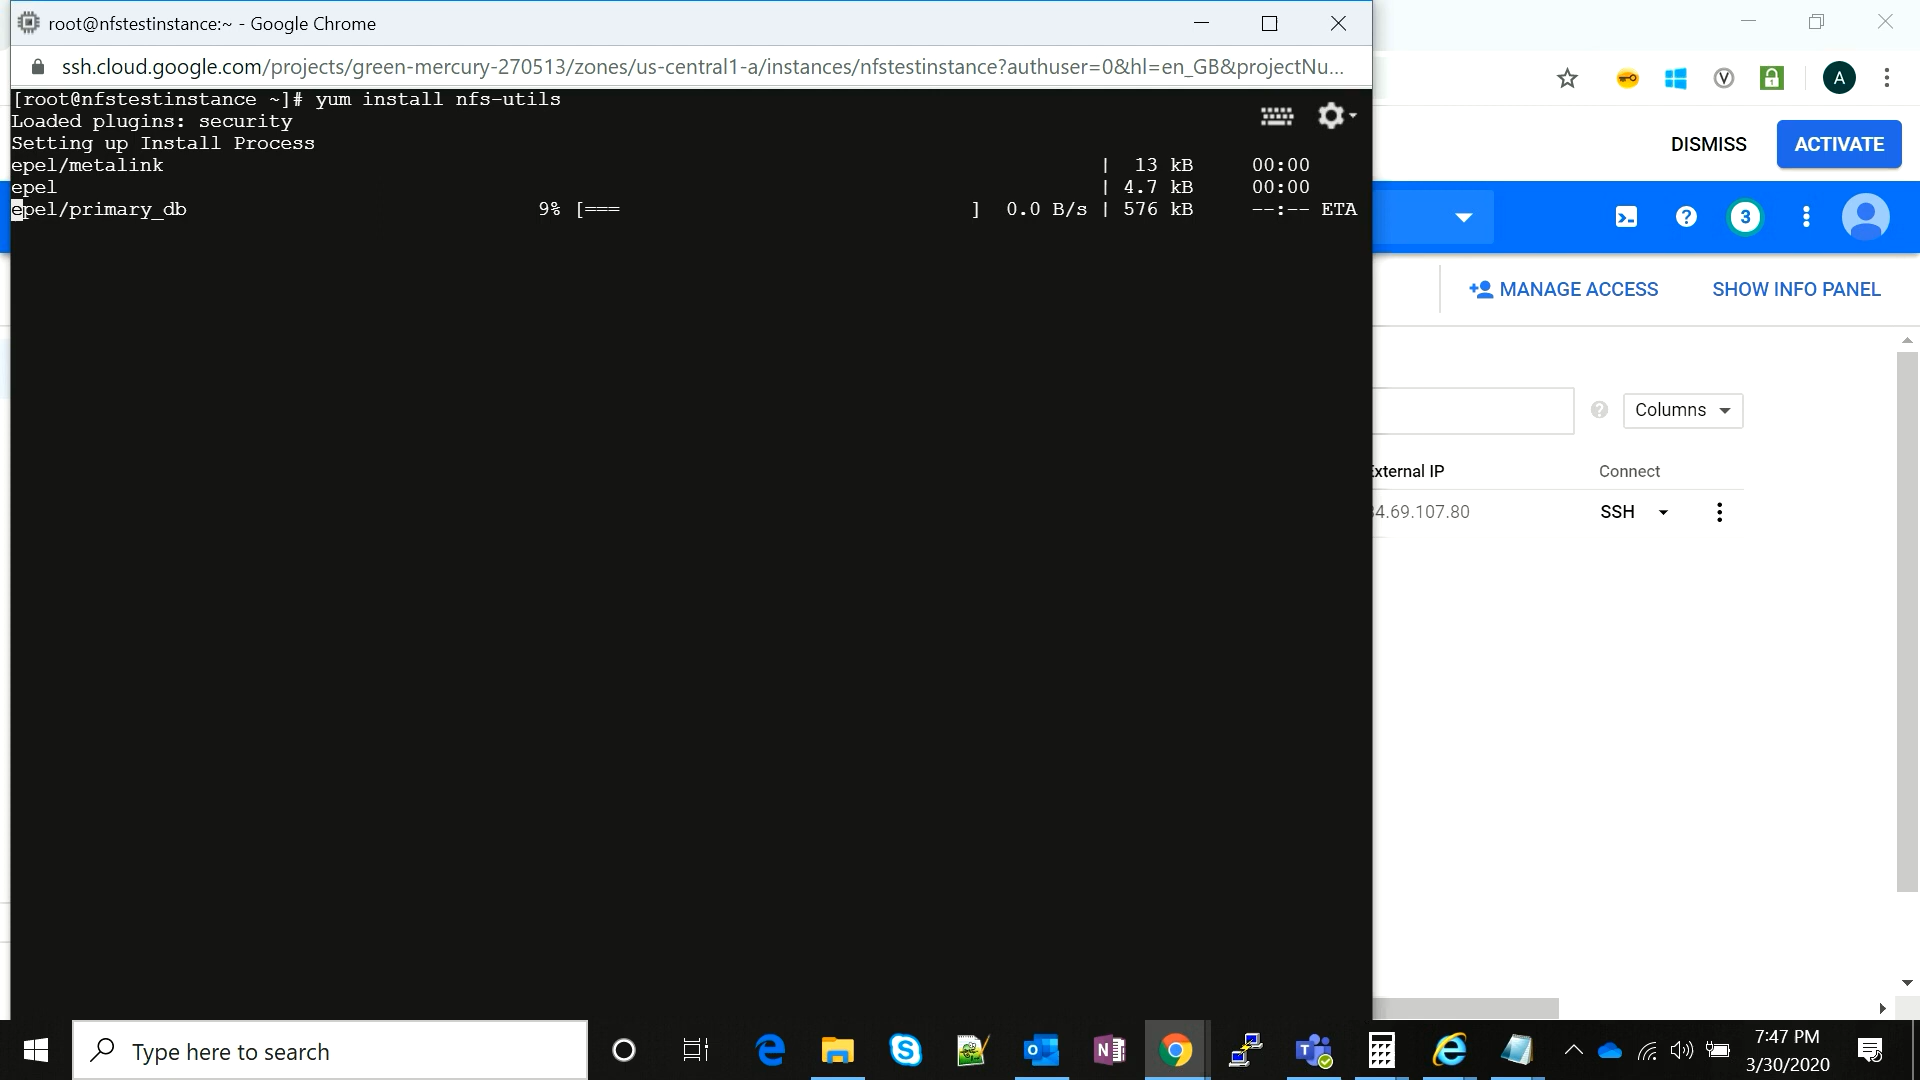 root@nfstestinstance:~ - Google Chrome
ssh.cloud.google.com/projects/green-mercury-270513/zones/us-central1-a/instances/nfstestinstance?authuser=0&hl=en_GB&projectNu...
[root@nfstestinstance ~]# yum install nfs-utils
Loaded plugins: security
Setting up Install Process
epel/metalink | 13 kB 00:00
epel | 4.7 kB 00:00
epel/primary_db 9% [=== ] 0.0 B/s | 576 kB --:-- ETA
A
DISMISS ACTIVATE
3
MANAGE ACCESS SHOW INFO PANEL
Columns
External IP Connect
34.69.107.80 SSH
Type here to search
7:47 PM
3/30/2020